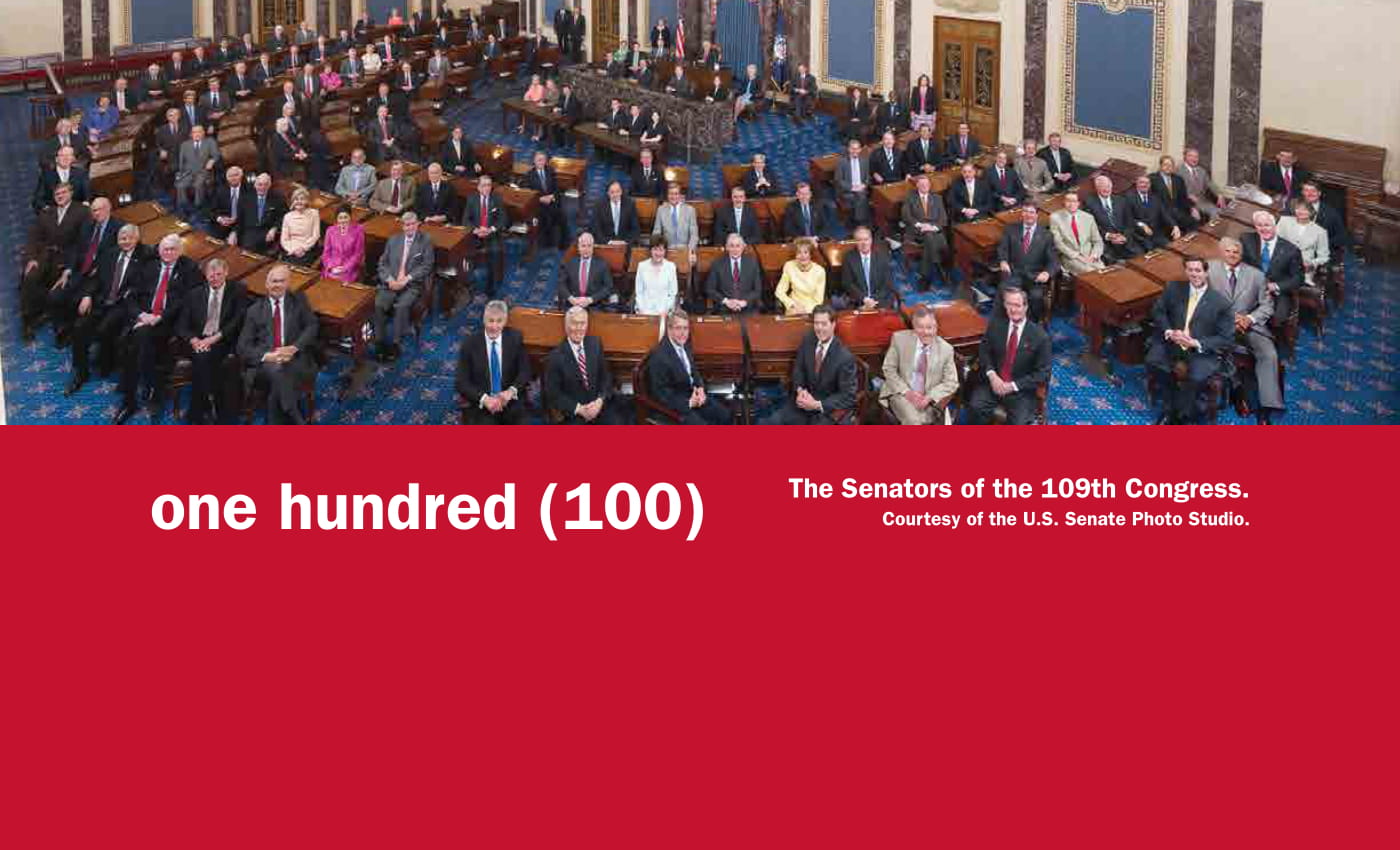 one hundred (100)
The Senators of the 109th Congress.
Courtesy of the U.S. Senate Photo Studio.